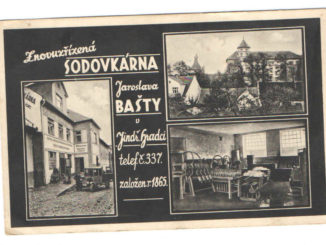 Znovuzřízená
SODOVKÁRNA
Jaroslava
BAŠTY
v
Jindř. Hradci
telef. č. 337.
založen r. 1865.